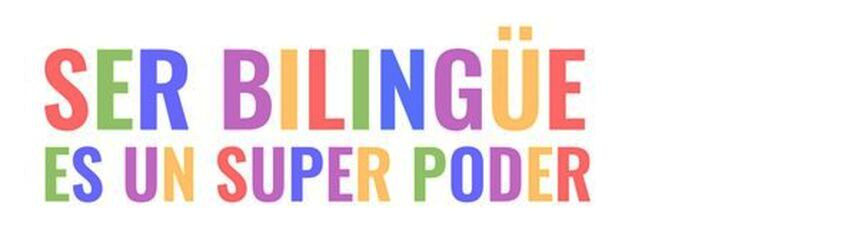 SER BILINGÜE
ES UN SUPER PODER